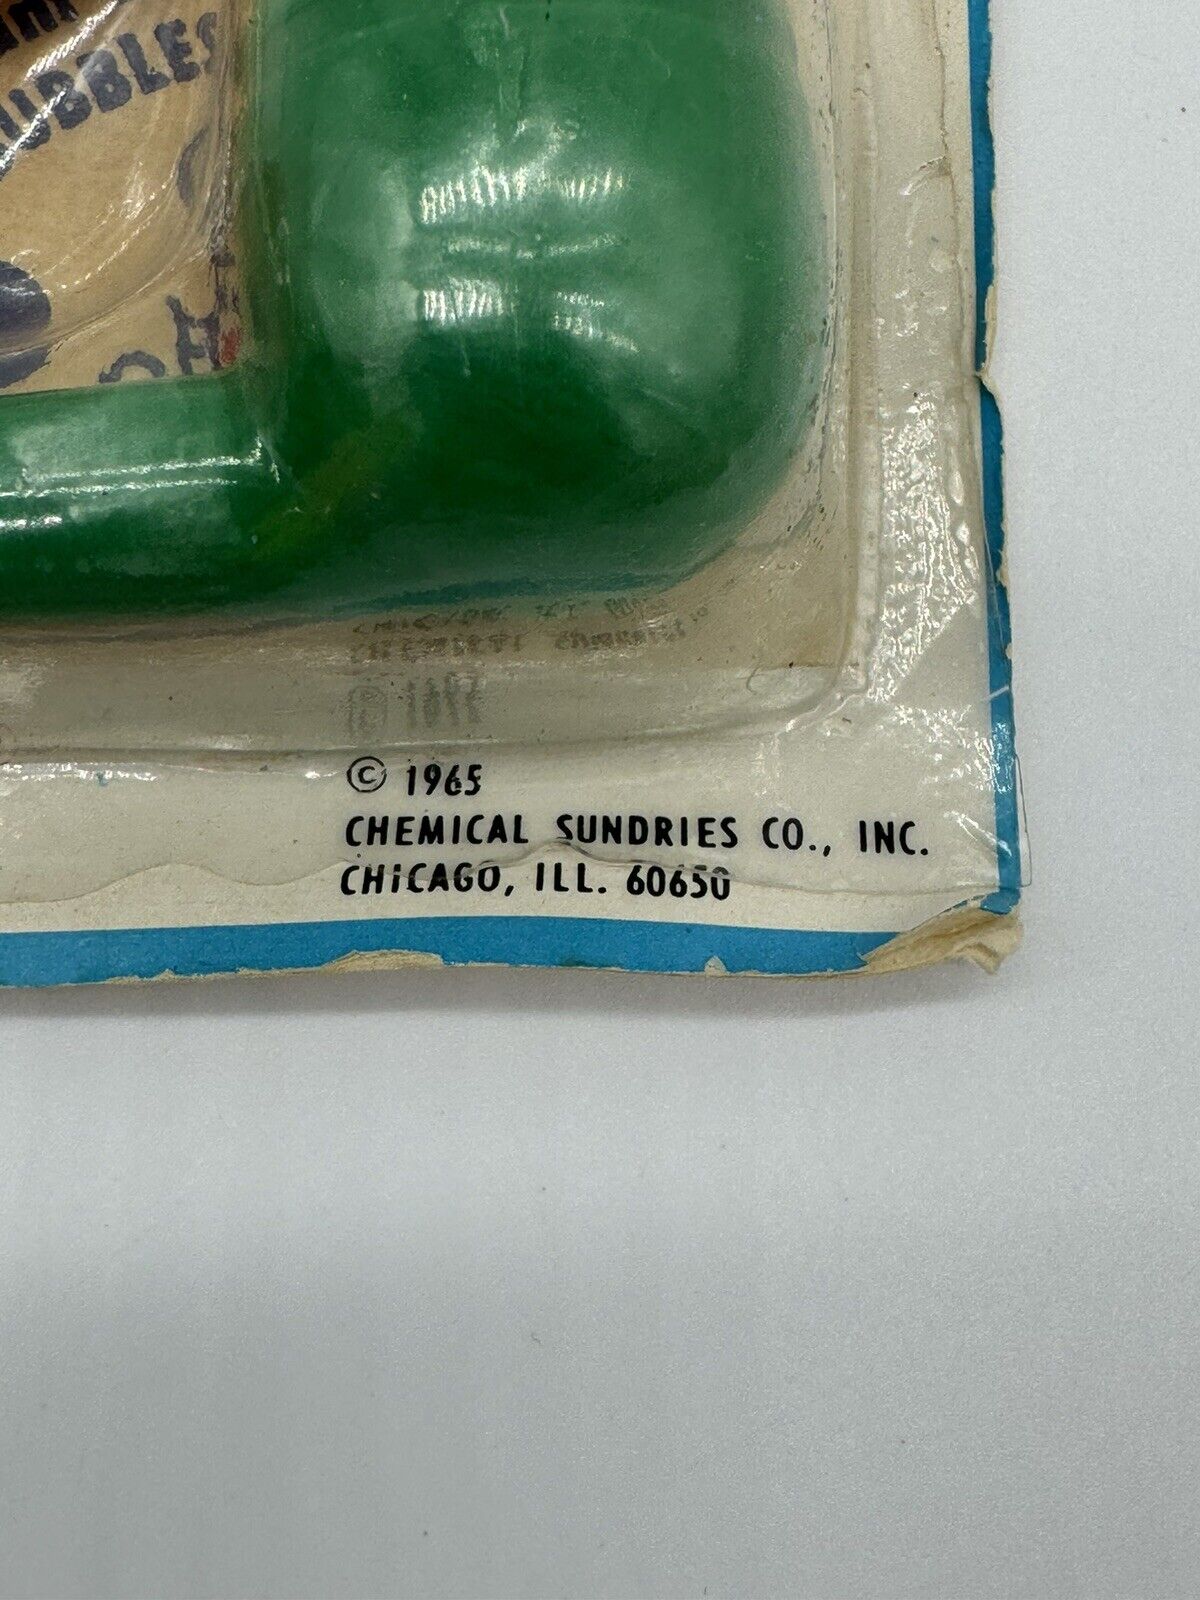 BUBBLES
© 1965
CHEMICAL SUNDRIES CO., INC.
CHICAGO, ILL. 60650